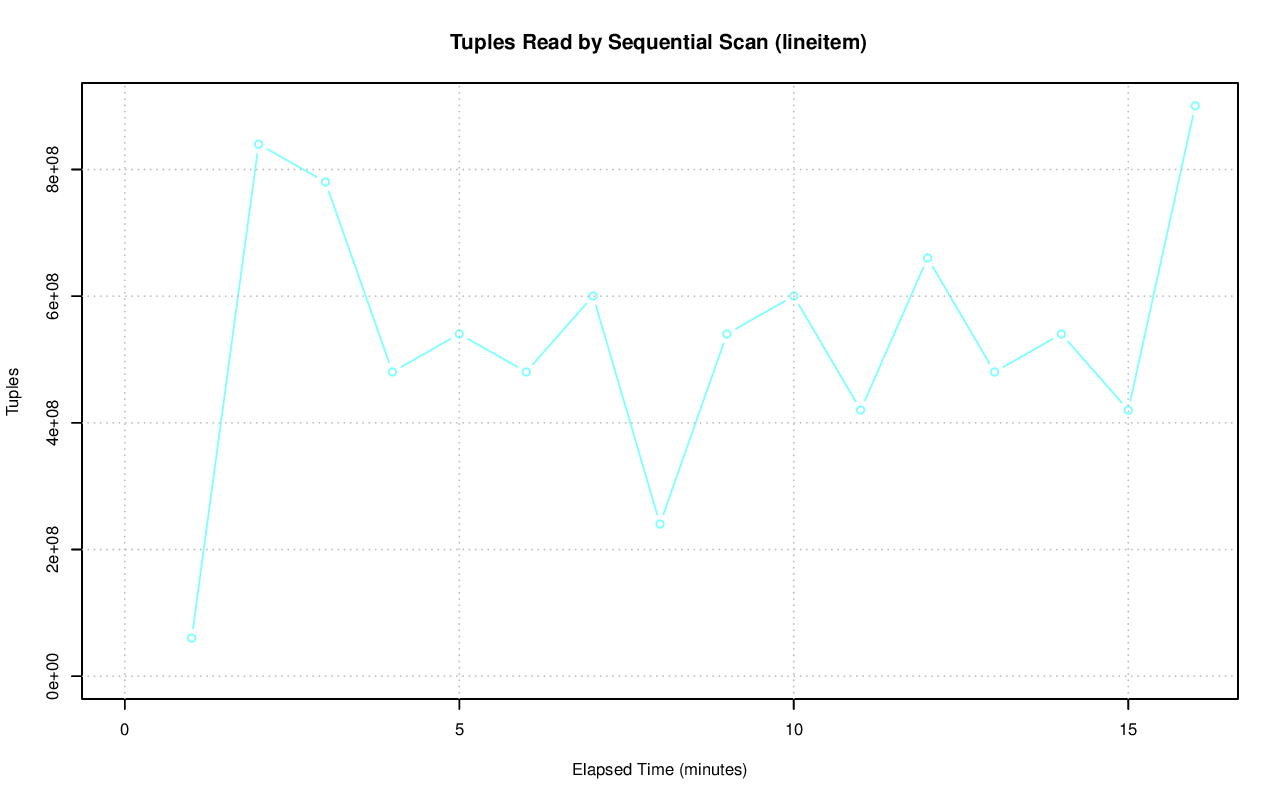 Tuples Read by Sequential Scan (lineitem)
Tuples
8e+08
6e+08
4e+08
2e+08
0e+00
0 5 10 15
Elapsed Time (minutes)